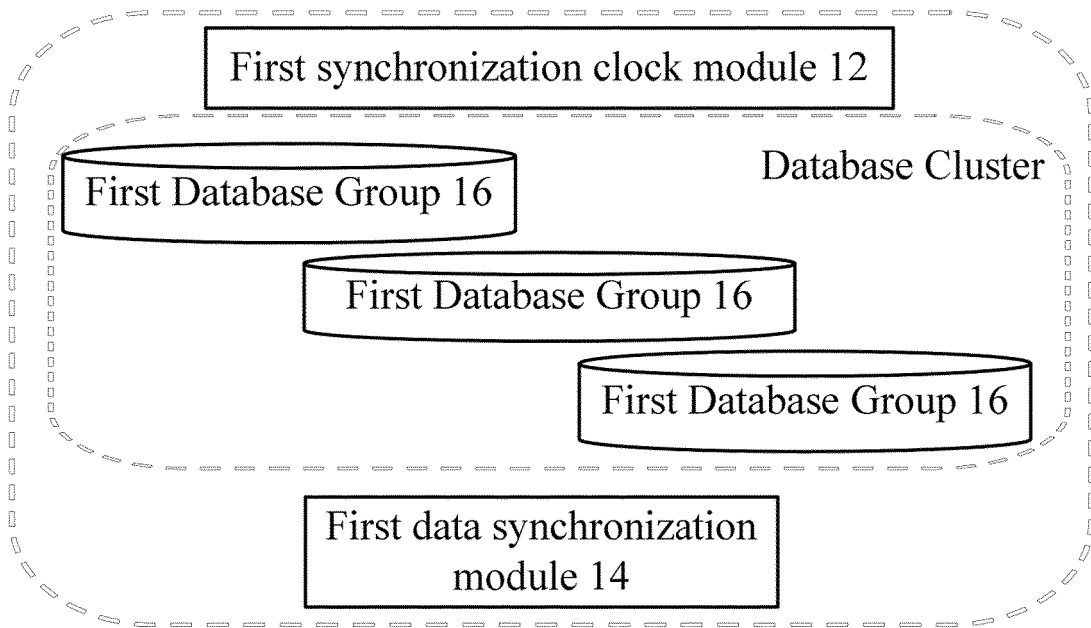 First synchronization clock module 12
Database Cluster
First Database Group 16
First Database Group 16
First Database Group 16
First data synchronization
module 14